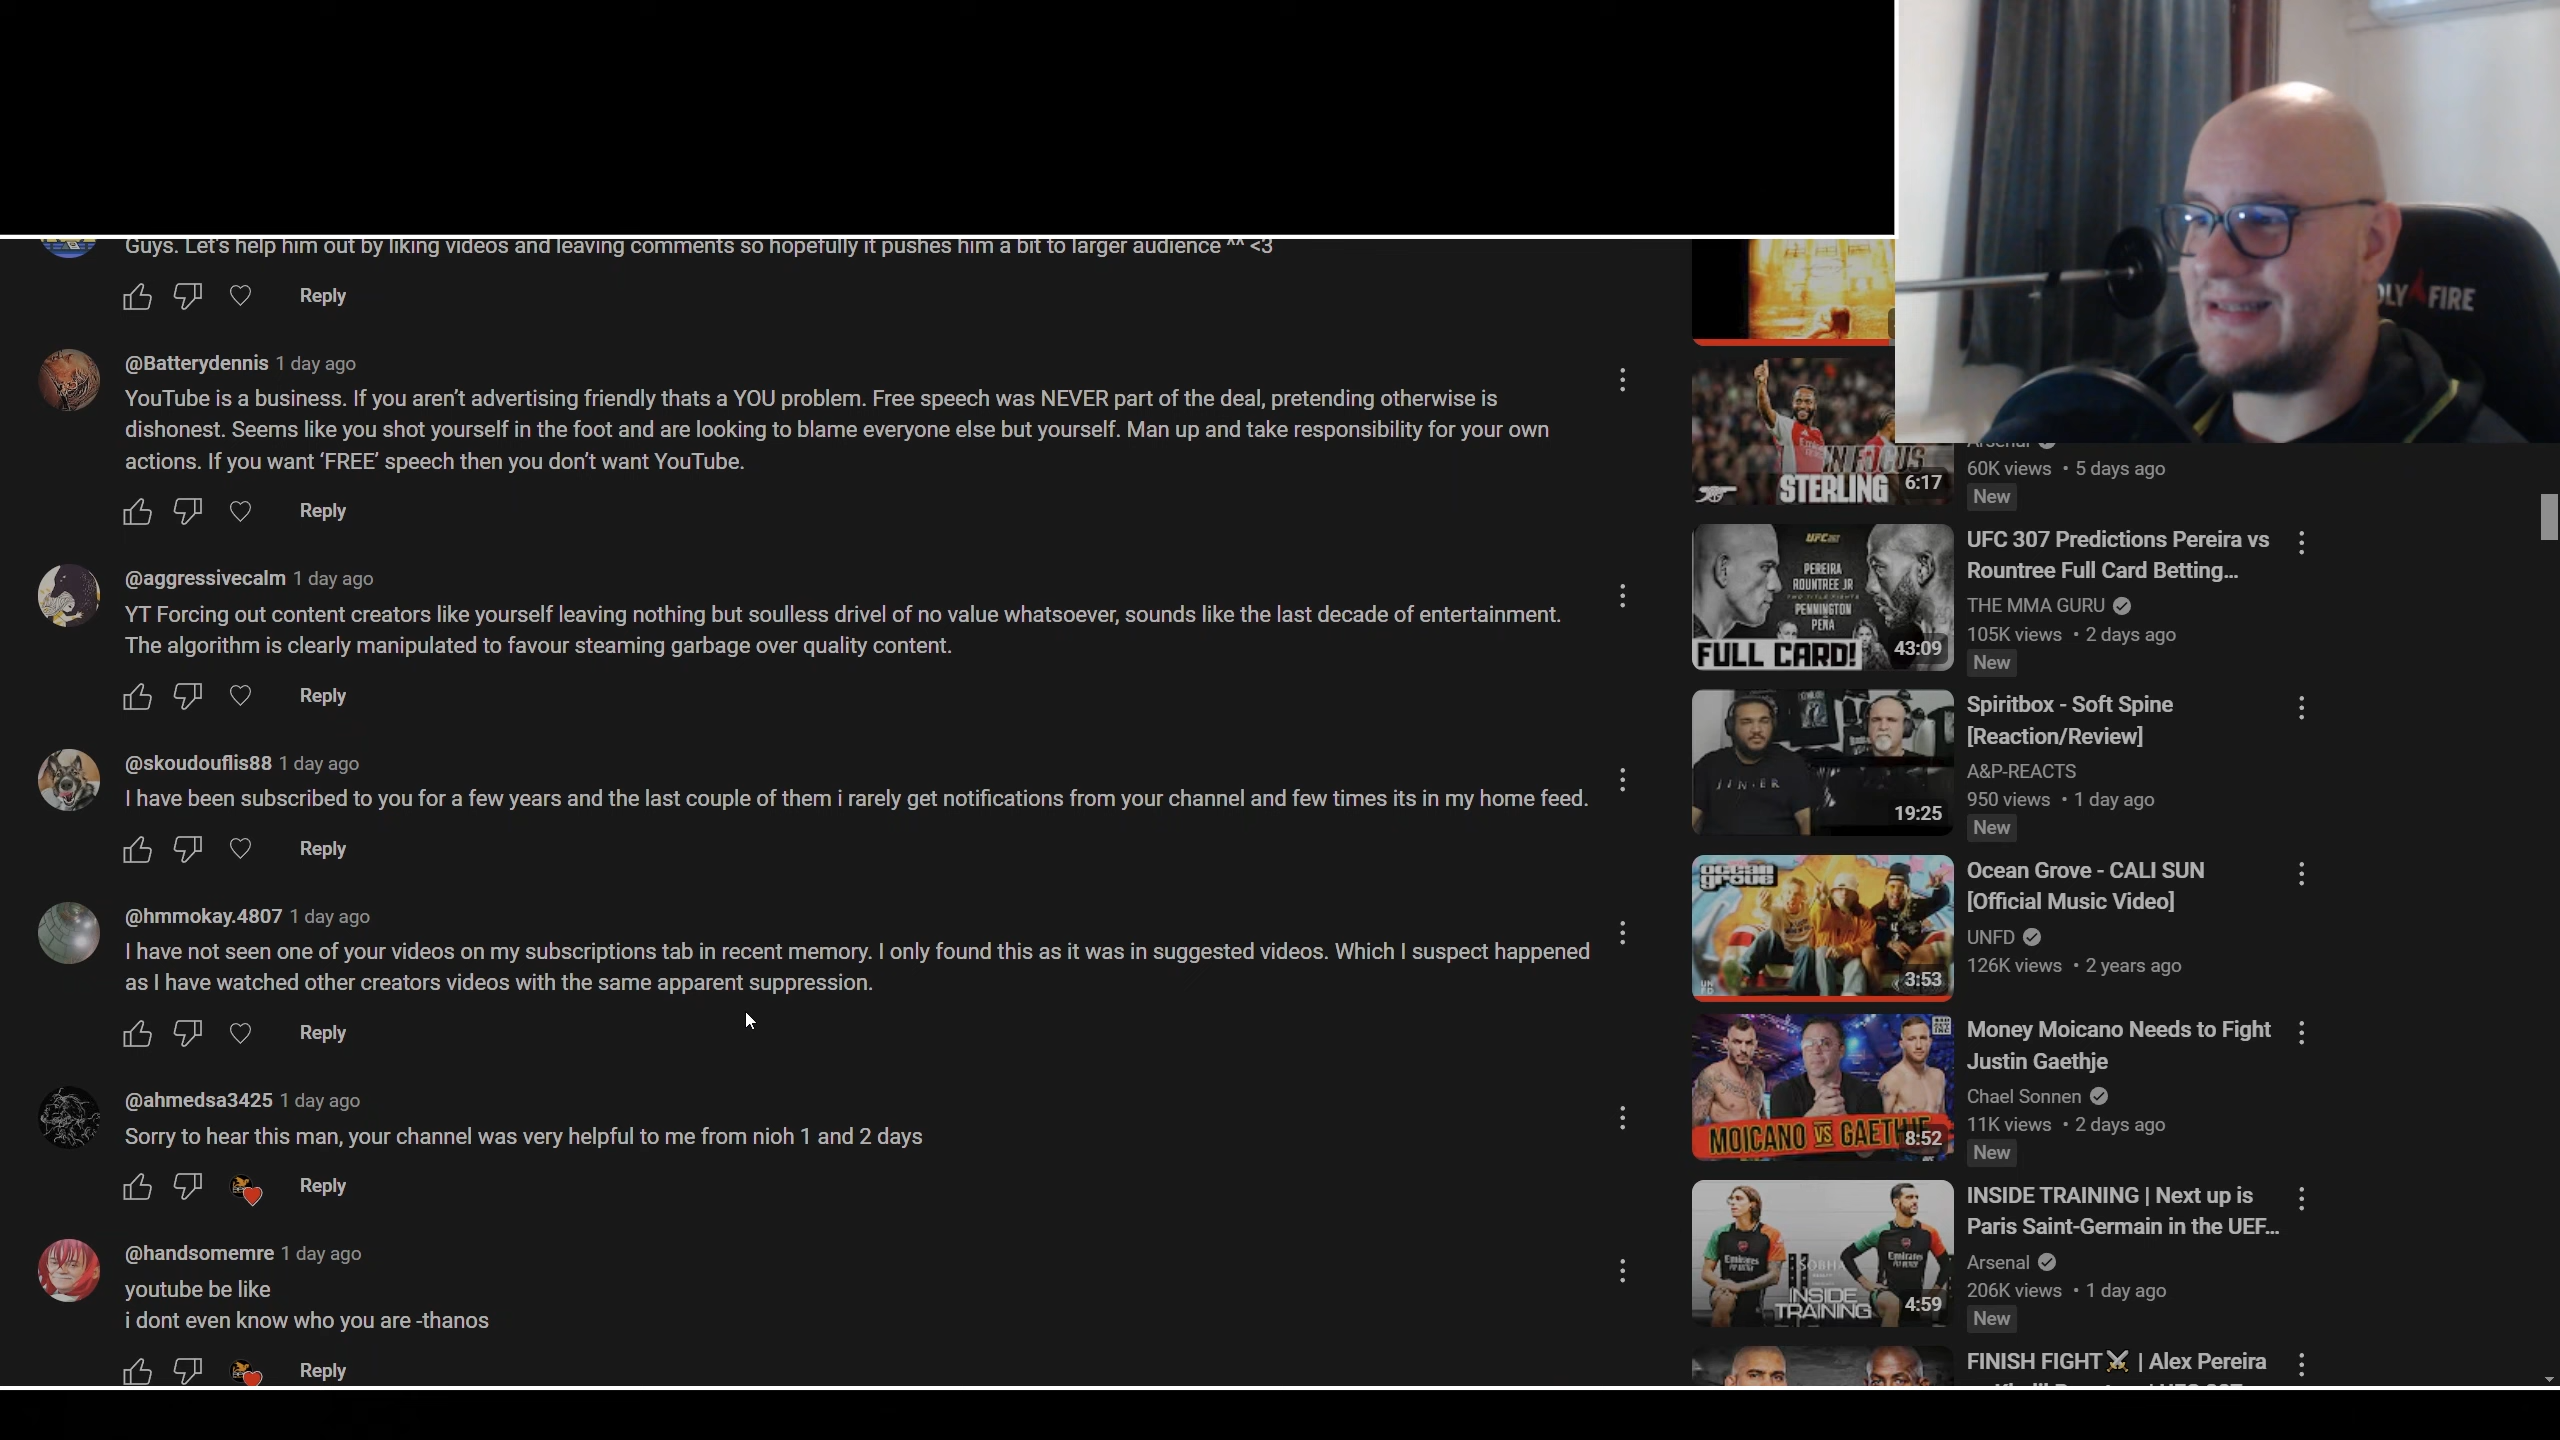 Guys. Let's help him out by liking videos and leaving comments so hopefully it pushes him a bit to larger audience ^^ <3
Reply
@Batterydennis 1 day ago
YouTube is a business. If you aren't advertising friendly thats a YOU problem. Free speech was NEVER part of the deal, pretending otherwise is
dishonest. Seems like you shot yourself in the foot and are looking to blame everyone else but yourself. Man up and take responsibility for your own
actions. If you want ‘FREE’ speech then you don't want YouTube.
Reply
@aggressivecalm 1 day ago
YT Forcing out content creators like yourself leaving nothing but soulless drivel of no value whatsoever, sounds like the last decade of entertainment.
The algorithm is clearly manipulated to favour steaming garbage over quality content.
Reply
@skoudouflis88 1 day ago
I have been subscribed to you for a few years and the last couple of them i rarely get notifications from your channel and few times its in my home feed.
Reply
@hmmokay.4807 1 day ago
I have not seen one of your videos on my subscriptions tab in recent memory. I only found this as it was in suggested videos. Which I suspect happened
as I have watched other creators videos with the same apparent suppression.
Reply
@ahmedsa3425 1 day ago
Sorry to hear this man, your channel was very helpful to me from nioh 1 and 2 days
Reply
@handsomemre 1 day ago
youtube be like
i dont even know who you are -thanos
Reply
FIRE
IN FOCUS
STERLING
6:17
Arsenal
60K views • 5 days ago
New
PEREIRA
ROUNTREE JR
PENNINGTON
PEÑA
FULL CARD!
43:09
UFC 307 Predictions Pereira vs
Rountree Full Card Betting...
THE MMA GURU
105K views • 2 days ago
New
19:25
Spiritbox - Soft Spine
[Reaction/Review]
A&P-REACTS
950 views • 1 day ago
New
ocean
grove
3:53
Ocean Grove - CALI SUN
[Official Music Video]
UNFD
126K views • 2 years ago
MOICANO VS GAETHJE
8:52
Money Moicano Needs to Fight
Justin Gaethje
Chael Sonnen
11K views • 2 days ago
New
INSIDE
TRAINING
4:59
INSIDE TRAINING | Next up is
Paris Saint-Germain in the UEF...
Arsenal
206K views • 1 day ago
New
FINISH FIGHT⚔️ | Alex Pereira